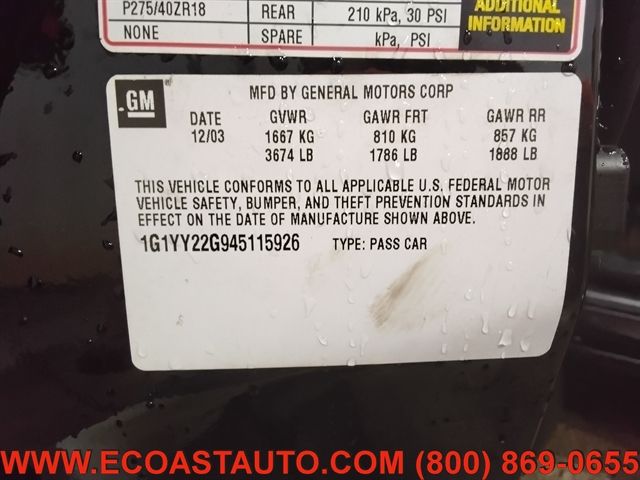 P275/40ZR18 REAR 210 kPa, 30 PSI ADDITIONAL
INFORMATION
NONE SPARE kPa, PSI
GM
MFD BY GENERAL MOTORS CORP
DATE GVWR GAWR FRT GAWR RR
12/03 1667 KG 810 KG 857 KG
3674 LB 1786 LB 1888 LB
THIS VEHICLE CONFORMS TO ALL APPLICABLE U.S. FEDERAL MOTOR
VEHICLE SAFETY, BUMPER, AND THEFT PREVENTION STANDARDS IN
EFFECT ON THE DATE OF MANUFACTURE SHOWN ABOVE.
1G1YY22G945115926 TYPE: PASS CAR
WWW.ECOASTAUTO.COM (800) 869-0655